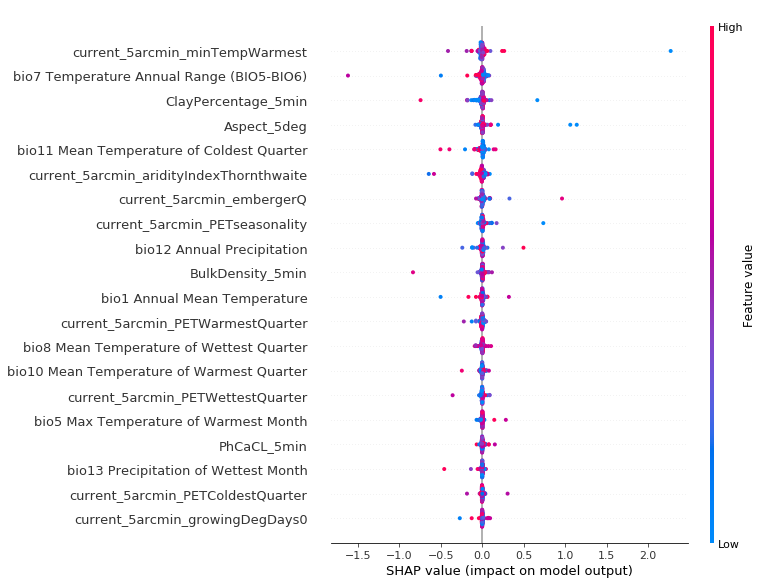 High
current_5arcmin_minTempWarmest
bio7 Temperature Annual Range (BIO5-BIO6)
ClayPercentage_5min
Aspect_5deg
bio11 Mean Temperature of Coldest Quarter
current_5arcmin_aridityIndexThornthwaite
current_5arcmin_embergerQ
current_5arcmin_PETseasonality
bio12 Annual Precipitation
BulkDensity_5min
bio1 Annual Mean Temperature
current_5arcmin_PETWarmestQuarter
bio8 Mean Temperature of Wettest Quarter
bio10 Mean Temperature of Warmest Quarter
current_5arcmin_PETWettestQuarter
bio5 Max Temperature of Warmest Month
PhCaCL_5min
bio13 Precipitation of Wettest Month
current_5arcmin_PETColdestQuarter
current_5arcmin_growingDegDays0
Feature value
Low
−1.5 −1.0 −0.5 0.0 0.5 1.0 1.5 2.0
SHAP value (impact on model output)